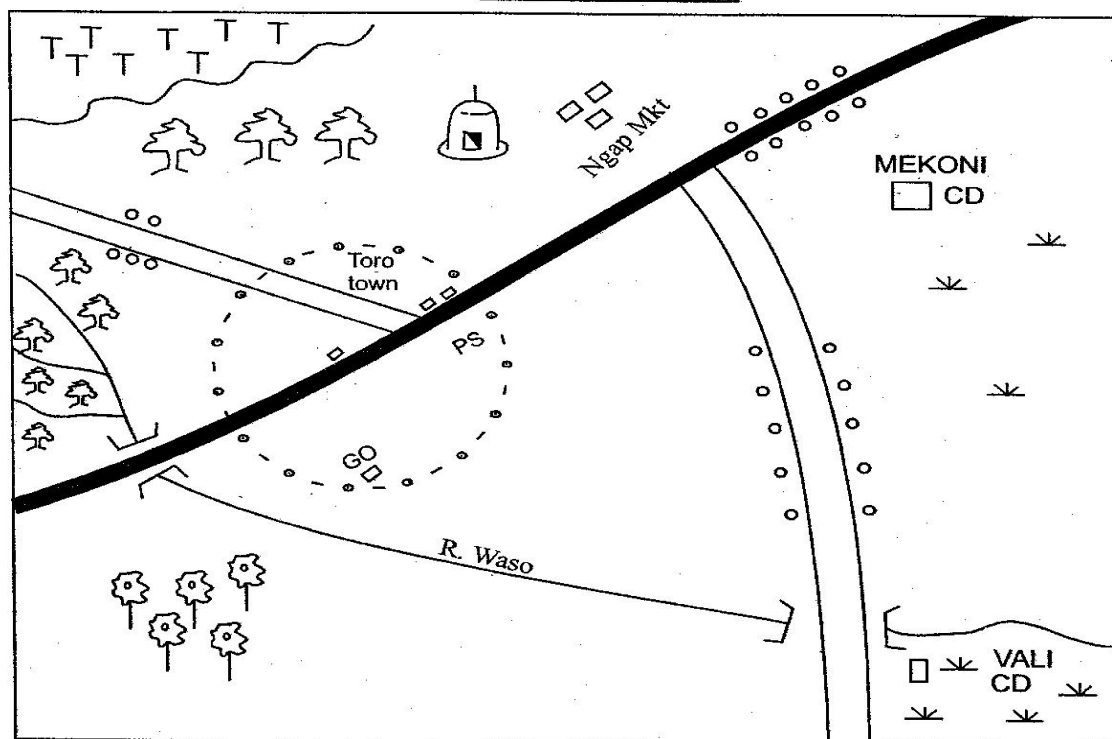 T T T T T
T T T
Ngap Mkt
MEKONI
CD
Toro
town
PS
GO
R. Waso
VALI
CD